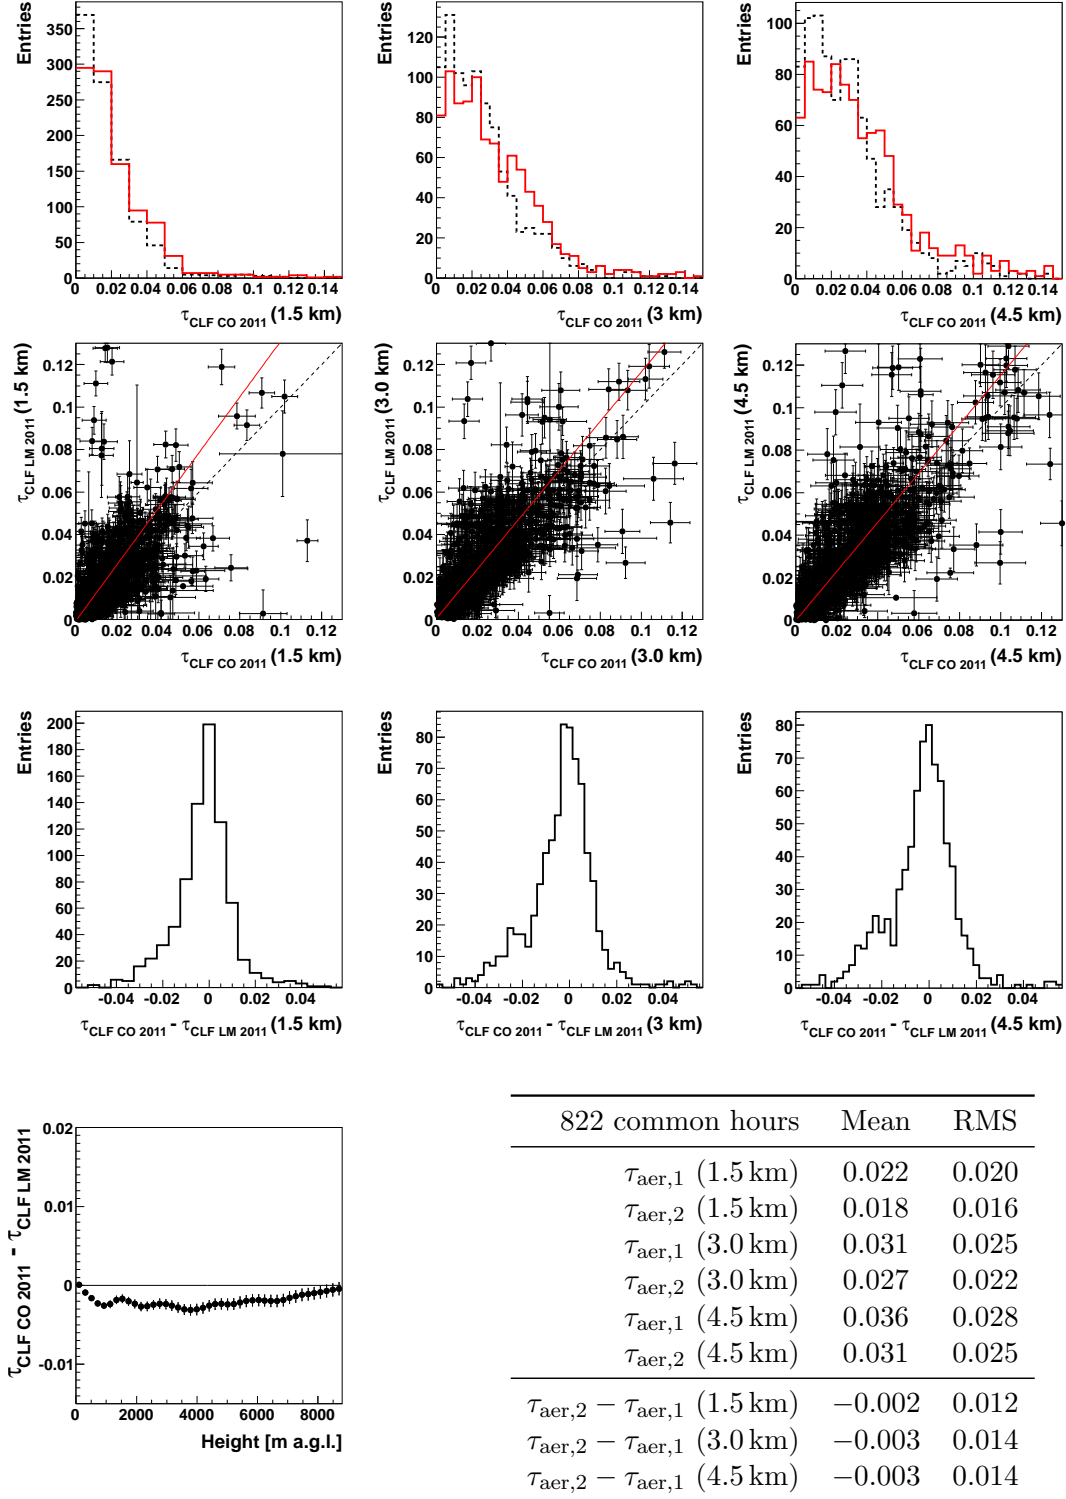 Entries
350
300
250
200
150
100
50
0
0 0.02 0.04 0.06 0.08 0.1 0.12 0.14
τCLF CO 2011 (1.5 km)
Entries
120
100
80
60
40
20
0
0 0.02 0.04 0.06 0.08 0.1 0.12 0.14
τCLF CO 2011 (3 km)
Entries
100
80
60
40
20
0
0 0.02 0.04 0.06 0.08 0.1 0.12 0.14
τCLF CO 2011 (4.5 km)
τCLF LM 2011 (1.5 km)
0.12
0.1
0.08
0.06
0.04
0.02
0
0 0.02 0.04 0.06 0.08 0.1 0.12
τCLF CO 2011 (1.5 km)
τCLF LM 2011 (3.0 km)
0.12
0.1
0.08
0.06
0.04
0.02
0
0 0.02 0.04 0.06 0.08 0.1 0.12
τCLF CO 2011 (3.0 km)
τCLF LM 2011 (4.5 km)
0.12
0.1
0.08
0.06
0.04
0.02
0
0 0.02 0.04 0.06 0.08 0.1 0.12
τCLF CO 2011 (4.5 km)
Entries
200
180
160
140
120
100
80
60
40
20
0
-0.04 -0.02 0 0.02 0.04
τCLF CO 2011 - τCLF LM 2011 (1.5 km)
Entries
80
70
60
50
40
30
20
10
0
-0.04 -0.02 0 0.02 0.04
τCLF CO 2011 - τCLF LM 2011 (3 km)
Entries
80
70
60
50
40
30
20
10
0
-0.04 -0.02 0 0.02 0.04
τCLF CO 2011 - τCLF LM 2011 (4.5 km)
τCLF CO 2011 - τCLF LM 2011
0.02
0.01
0
-0.01
0 2000 4000 6000 8000
Height [m a.g.l.]
822 common hours Mean RMS
τaer,1 (1.5 km) 0.022 0.020
τaer,2 (1.5 km) 0.018 0.016
τaer,1 (3.0 km) 0.031 0.025
τaer,2 (3.0 km) 0.027 0.022
τaer,1 (4.5 km) 0.036 0.028
τaer,2 (4.5 km) 0.031 0.025
τaer,2 − τaer,1 (1.5 km) −0.002 0.012
τaer,2 − τaer,1 (3.0 km) −0.003 0.014
τaer,2 − τaer,1 (4.5 km) −0.003 0.014